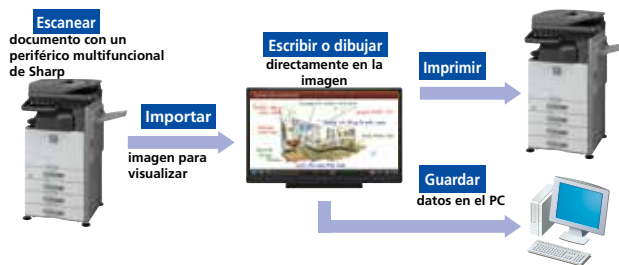 Escanear
documento con un
periférico multifuncional
de Sharp
Importar
imagen para
visualizar
Escribir o dibujar
directamente en la
imagen
Imprimir
Guardar
datos en el PC